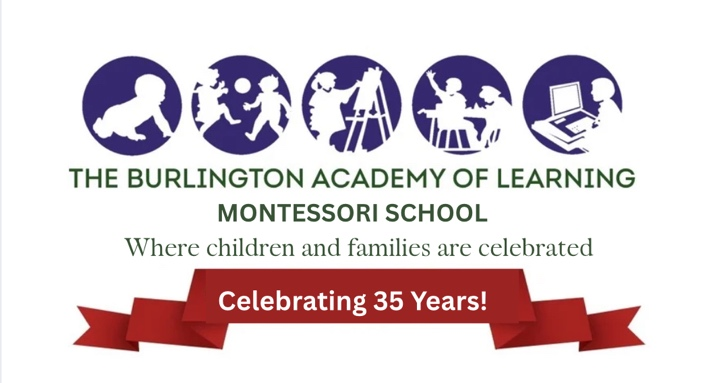 THE BURLINGTON ACADEMY OF LEARNING
MONTESSORI SCHOOL
Where children and families are celebrated
Celebrating 35 Years!